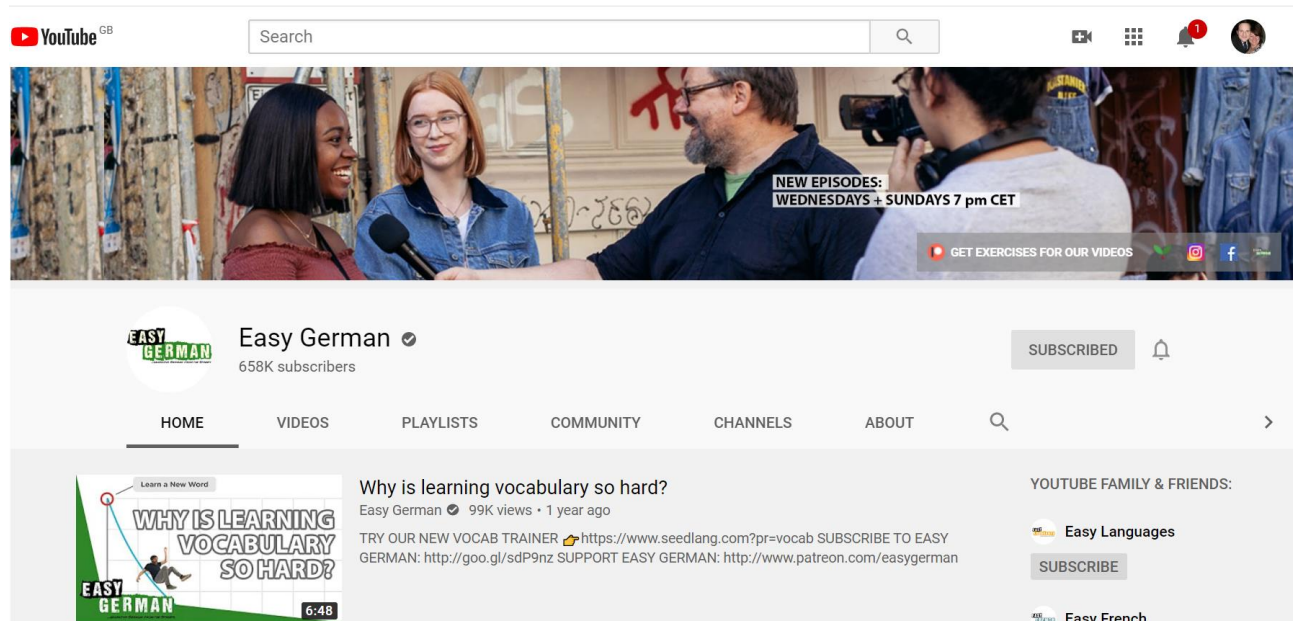 YouTube GB
Search
1
NEW EPISODES:
WEDNESDAYS + SUNDAYS 7 pm CET
GET EXERCISES FOR OUR VIDEOS
EASY
GERMAN
Easy German
658K subscribers
SUBSCRIBED
HOME
VIDEOS
PLAYLISTS
COMMUNITY
CHANNELS
ABOUT
Learn a New Word
WHY IS LEARNING
VOCABULARY
SO HARD?
EASY
GERMAN
6:48
Why is learning vocabulary so hard?
Easy German 99K views • 1 year ago
TRY OUR NEW VOCAB TRAINER 👉https://www.seedlang.com?pr=vocab SUBSCRIBE TO EASY
GERMAN: http://goo.gl/sdP9nz SUPPORT EASY GERMAN: http://www.patreon.com/easygerman
YOUTUBE FAMILY & FRIENDS:
Easy Languages
SUBSCRIBE
Easy French